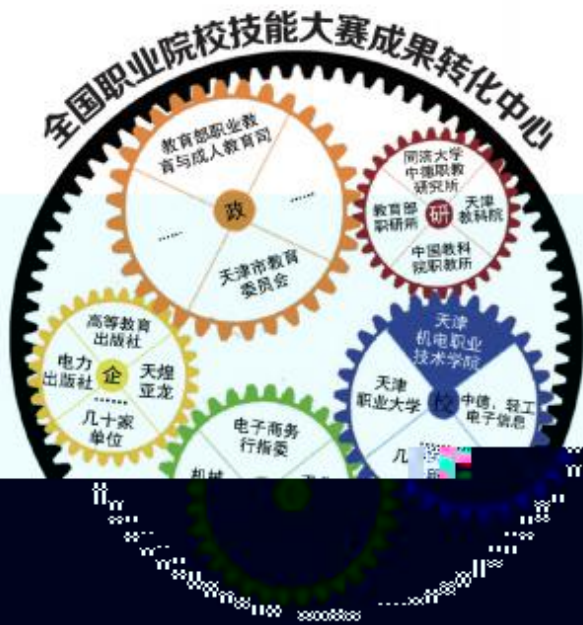 全国职业院校技能大赛成果转化中心
教育部职业教
育与成人教育司
……
……
政
天津市教育
委员会
同济大学
中德职教
研究所
教育部
职研所
研
天津
教科院
中国教科
院职教所
高等教育
出版社
电力
出版社
企
天煌
亚龙
……
几十家
单位
天津
机电职业
技术学院
天津
职业大学
校
中德，轻工
电子信息
……
电子商务
行指委
机械